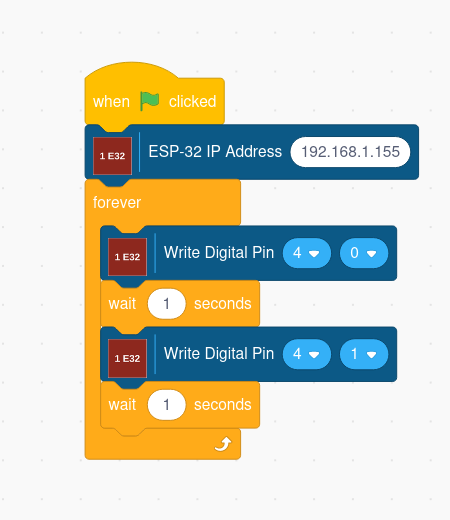 when clicked
1 E32 ESP-32 IP Address 192.168.1.155
forever
1 E32 Write Digital Pin 4 0
wait 1 seconds
1 E32 Write Digital Pin 4 1
wait 1 seconds